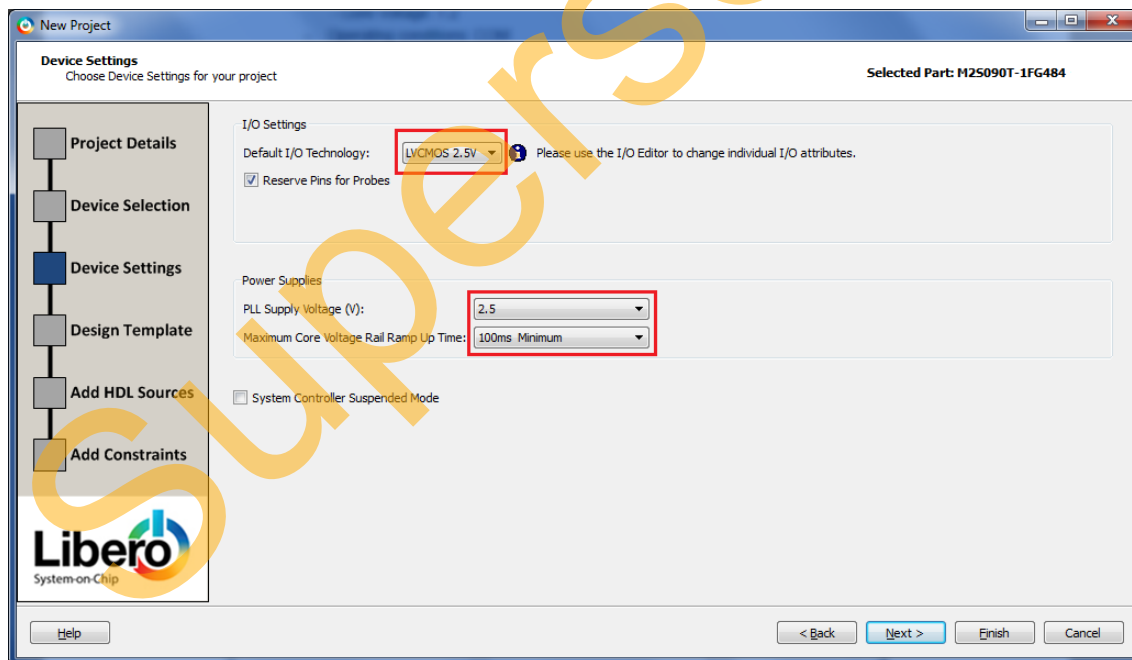 New Project
Device Settings
Choose Device Settings for your project
Selected Part: M2S090T-1FG484
Project Details
Device Selection
Device Settings
Design Template
Add HDL Sources
Add Constraints
I/O Settings
Default I/O Technology: LVCMOS 2.5V Please use the I/O Editor to change individual I/O attributes.
Reserve Pins for Probes
Power Supplies
PLL Supply Voltage (V): 2.5
Maximum Core Voltage Rail Ramp Up Time: 100ms Minimum
System Controller Suspended Mode
Libero
System-on-Chip
Help
< Back
Next >
Finish
Cancel
Superse